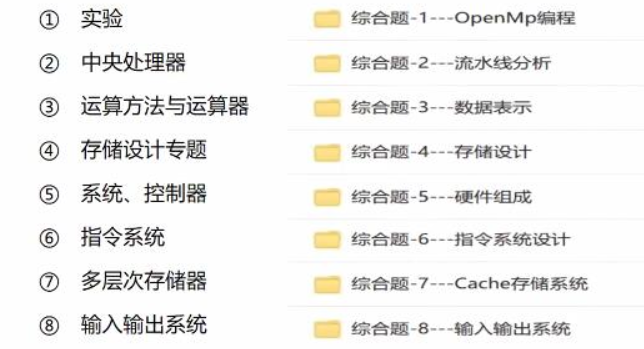 ① 实验
② 中央处理器
③ 运算方法与运算器
④ 存储设计专题
⑤ 系统、控制器
⑥ 指令系统
⑦ 多层次存储器
⑧ 输入输出系统
综合题-1---OpenMp编程
综合题-2---流水线分析
综合题-3---数据表示
综合题-4---存储设计
综合题-5---硬件组成
综合题-6---指令系统设计
综合题-7---Cache存储系统
综合题-8---输入输出系统